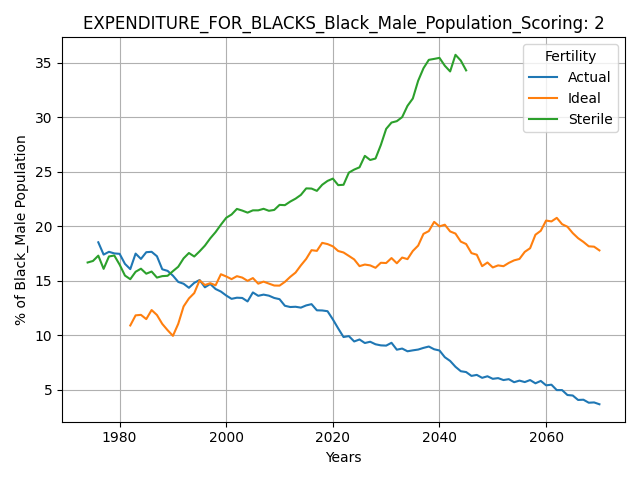 EXPENDITURE_FOR_BLACKS_Black_Male_Population_Scoring: 2
% of Black_Male Population
35
30
25
20
15
10
5
Fertility
Actual
Ideal
Sterile
1980 2000 2020 2040 2060
Years